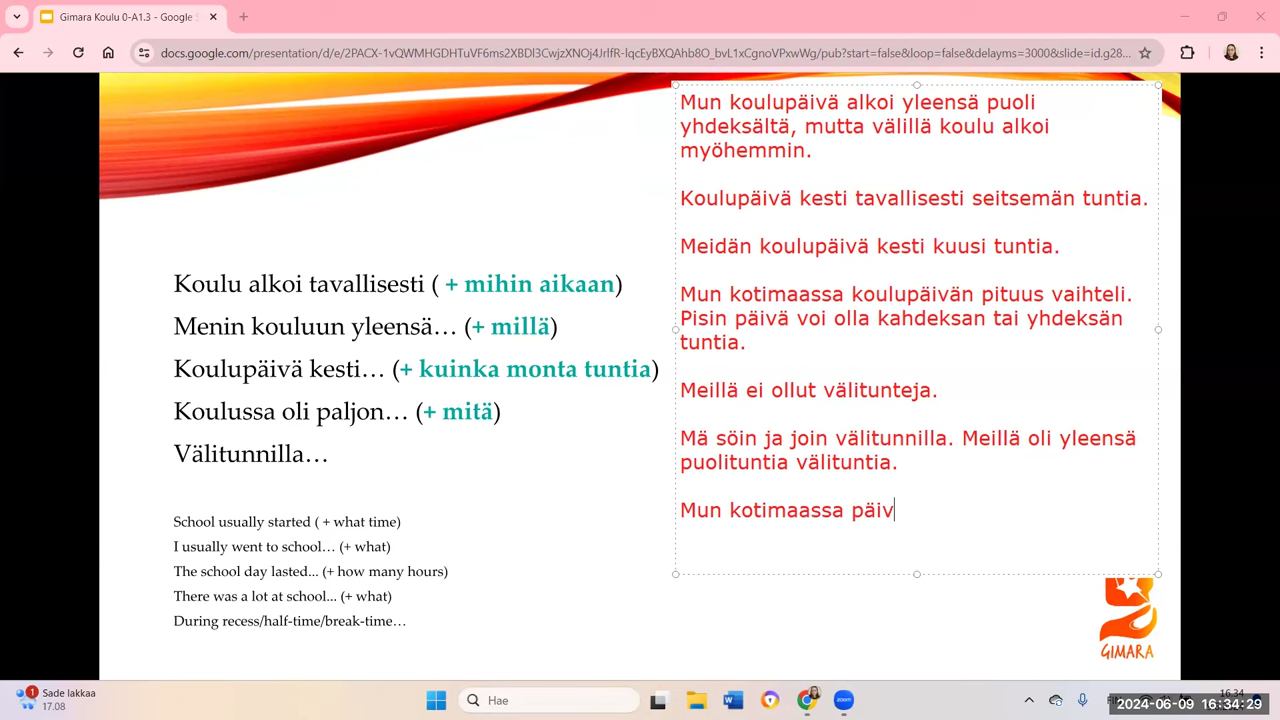 Gimara Koulu 0-A1.3 - Google S
docs.google.com/presentation/d/e/2PACX-1vQWMHGDHTuVF6ms2XBDl3CwjzXNOj4JrlfR-lqcEyBXQAhb8O_bvL1xCgnoVPxwWg/pub?start=false&loop=false&delayms=3000&slide=id.g28...
Koulu alkoi tavallisesti ( + mihin aikaan)
Menin kouluun yleensä… (+ millä)
Koulupäivä kesti… (+ kuinka monta tuntia)
Koulussa oli paljon… (+ mitä)
Välitunnilla…
School usually started ( + what time)
I usually went to school… (+ what)
The school day lasted... (+ how many hours)
There was a lot at school... (+ what)
During recess/half-time/break-time…
Mun koulupäivä alkoi yleensä puoli
yhdeksältä, mutta välillä koulu alkoi
myöhemmin.
Koulupäivä kesti tavallisesti seitsemän tuntia.
Meidän koulupäivä kesti kuusi tuntia.
Mun kotimaassa koulupäivän pituus vaihteli.
Pisin päivä voi olla kahdeksan tai yhdeksän
tuntia.
Meillä ei ollut välitunteja.
Mä söin ja join välitunnilla. Meillä oli yleensä
puolituntia välituntia.
Mun kotimaassa päiv
GIMARA
1
Sade lakkaa
17.08
Hae
zoom
16.34
2024-06-09 16:34:29